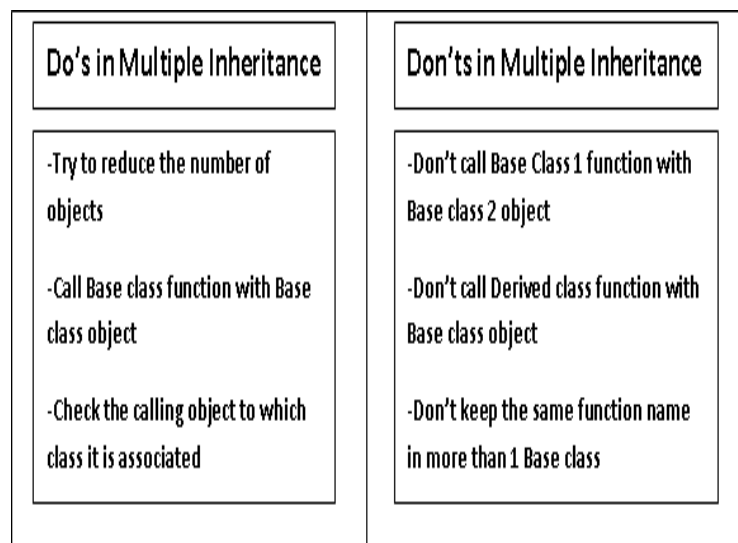 Do's in Multiple Inheritance
-Try to reduce the number of
objects
-Call Base class function with Base
class object
-Check the calling object to which
class it is associated
Don'ts in Multiple Inheritance
-Don't call Base Class 1 function with
Base class 2 object
-Don't call Derived class function with
Base class object
-Don't keep the same function name
in more than 1 Base class